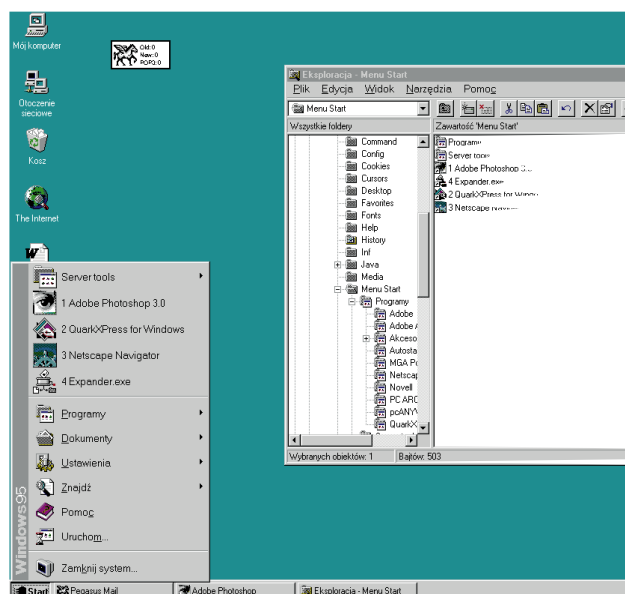 Mój komputer
Old:0
New:0
POP3:0
Otoczenie
sieciowe
Kosz
The Internet
Eksploracja - Menu Start
Plik Edycja Widok Narzędzia Pomoc
Menu Start
Wszystkie foldery
Zawartość 'Menu Start'
Command
Config
Cookies
Cursors
Desktop
Favorites
Fonts
Help
History
Inf
Java
Media
Menu Start
Programy
Adobe
Adobe
Akceso
Autosta
MGA
Netscap
Novell
PC ARC
pcANY
QuarkX
Programy
Server tools
1 Adobe Photoshop
4 Expander.exe
2 QuarkXPress for
3 Netscape
Wybranych obiektów: 1
Bajtów: 503
Server tools
1 Adobe Photoshop 3.0
2 QuarkXPress for Windows
3 Netscape Navigator
4 Expander.exe
Programy
Dokumenty
Ustawienia
Znajdź
Pomoc
Uruchom...
Zamknij system...
Windows95
Start
Pegasus Mail
Adobe Photoshop
Eksploracja - Menu Start